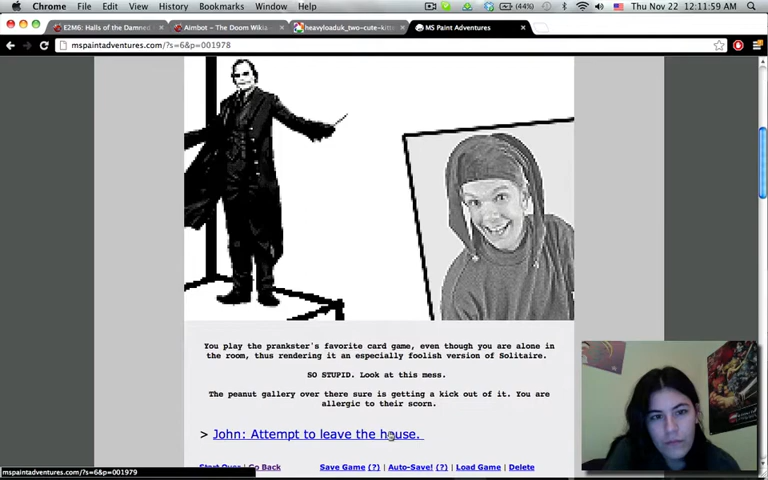 Chrome File Edit View History Bookmarks Window Help (44%) Thu Nov 22 12:11:59 AM
E2M6: Halls of the Damned Aimbot – The Doom Wiki heavyloaduk_two-cute-kitt MS Paint Adventures
mspaintadventures.com/?s=6&p=001978
You play the prankster's favorite card game, even though you are alone in
the room, thus rendering it an especially foolish version of Solitaire.
SO STUPID. Look at this mess.
The peanut gallery over there sure is getting a kick out of it. You are
allergic to their scorn.
> John: Attempt to leave the house.
Start Over | Go Back Save Game (?) | Auto-Save! (?) | Load Game | Delete
mspaintadventures.com/?s=6&p=001979